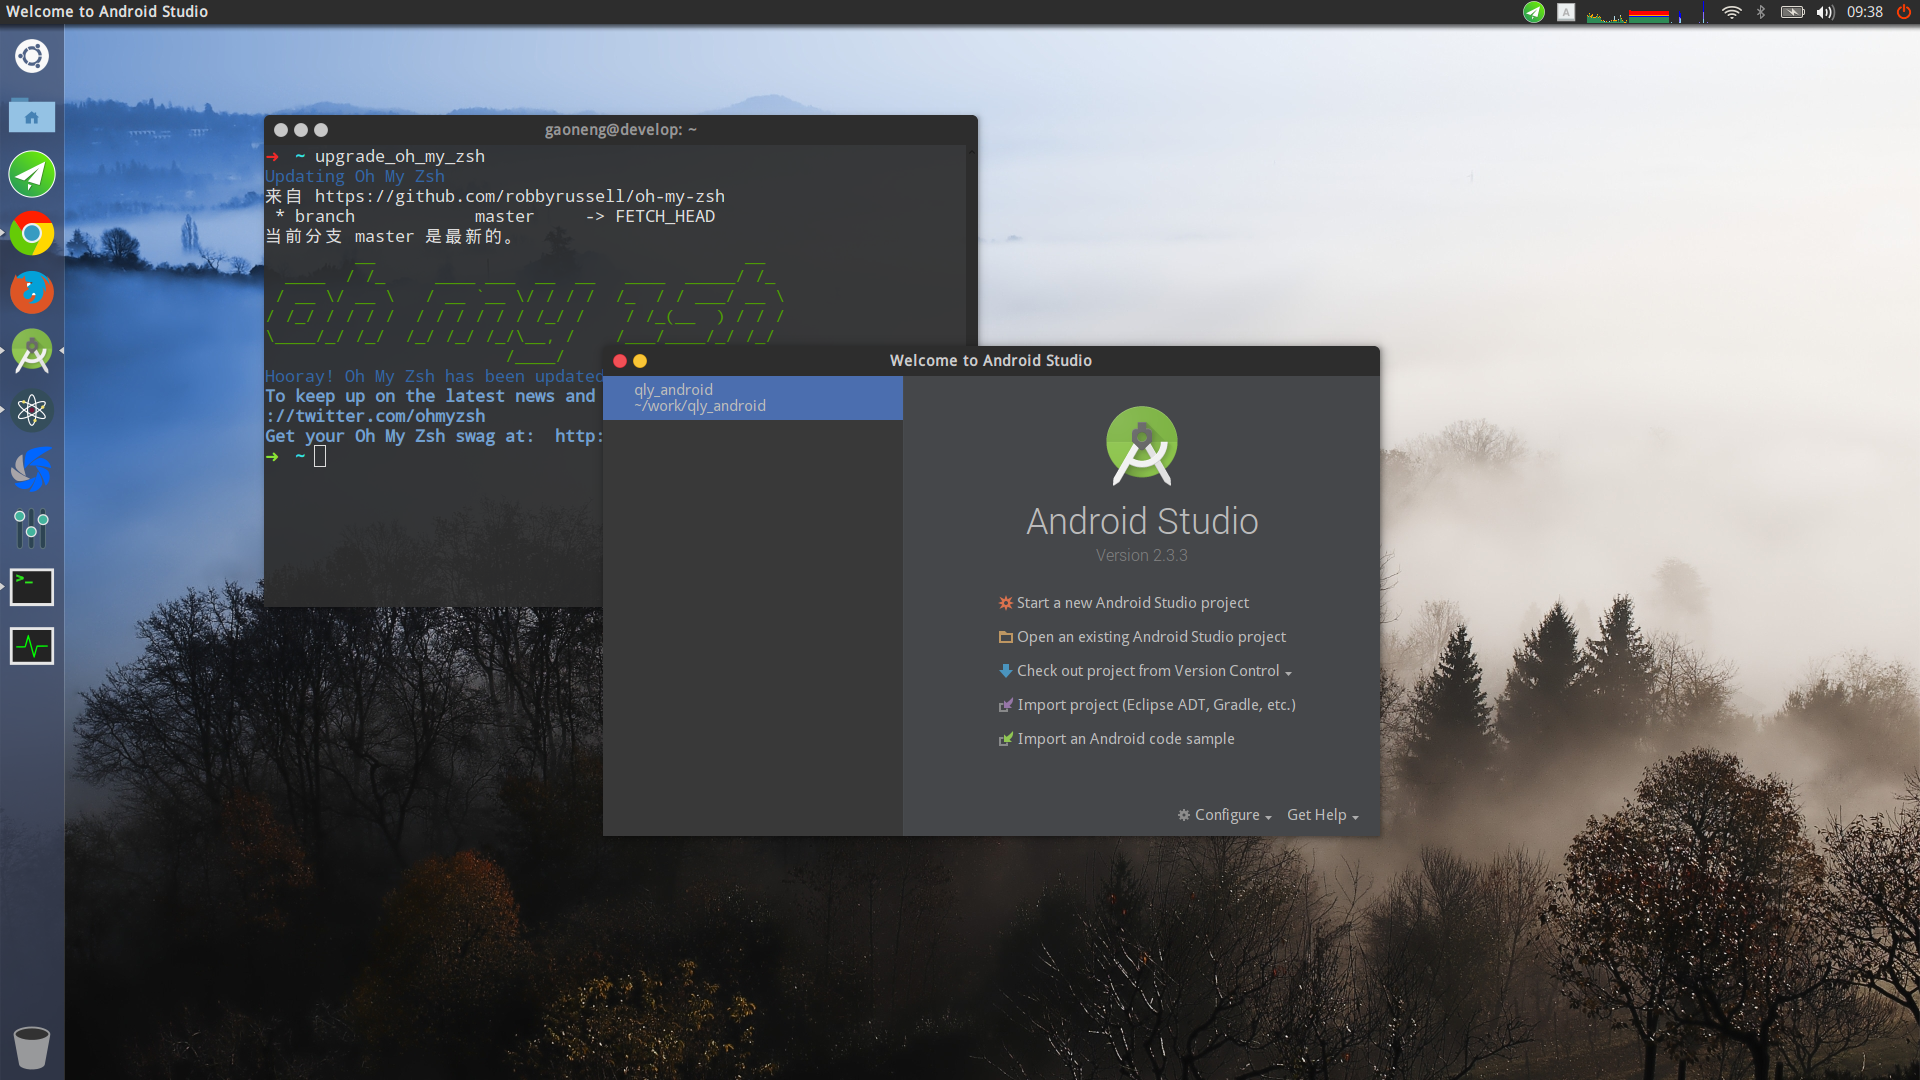 Welcome to Android Studio
A
09:38
gaoneng@develop: ~
➜ ~ upgrade_oh_my_zsh
Updating Oh My Zsh
来自 https://github.com/robbyrussell/oh-my-zsh
* branch master -> FETCH_HEAD
当前分支 master 是最新的。
oh my zsh
Hooray! Oh My Zsh has been updated
To keep up on the latest news and
://twitter.com/ohmyzsh
Get your Oh My Zsh swag at: http:
➜ ~
Welcome to Android Studio
qly_android
~/work/qly_android
Android Studio
Version 2.3.3
Start a new Android Studio project
Open an existing Android Studio project
Check out project from Version Control
Import project (Eclipse ADT, Gradle, etc.)
Import an Android code sample
Configure
Get Help
>_